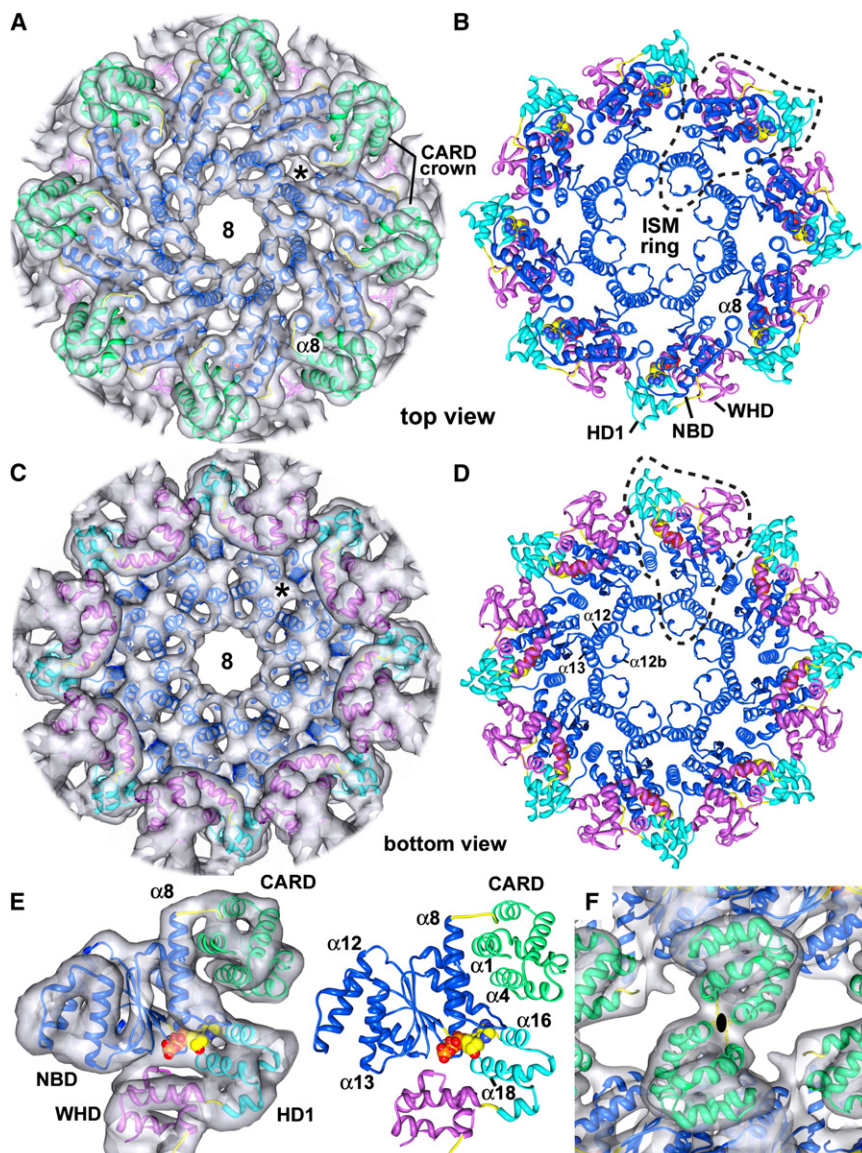 A
CARD
crown
*
8
α8
top view
B
ISM
ring
α8
HD1
NBD
WHD
C
*
8
bottom view
D
α12
α13
α12b
E
α8
CARD
NBD
WHD
HD1
α8
CARD
α12
α1
α4
α16
α13
α18
F